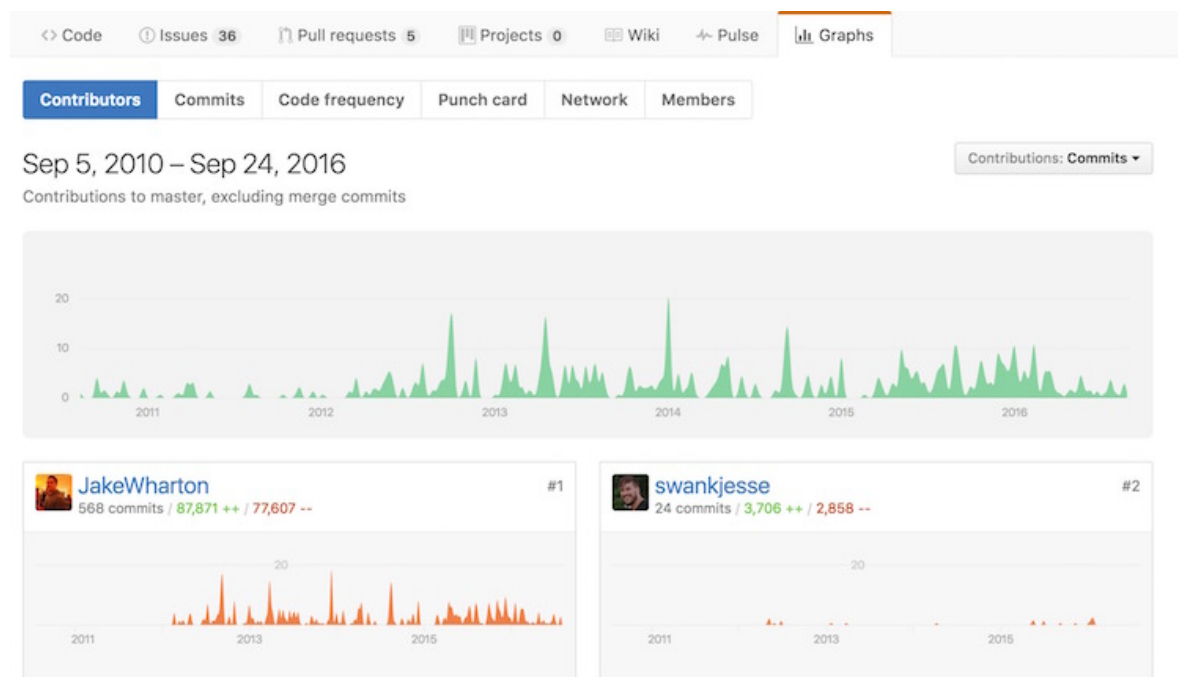 Code Issues 36 Pull requests 5 Projects 0 Wiki Pulse Graphs
Contributors Commits Code frequency Punch card Network Members
Sep 5, 2010 – Sep 24, 2016
Contributions: Commits
Contributions to master, excluding merge commits
20
10
0
2011 2012 2013 2014 2015 2016
JakeWharton #1
568 commits / 87,871 ++ / 77,607 --
20
2011 2013 2015
swankjesse #2
24 commits / 3,706 ++ / 2,858 --
20
2011 2013 2015